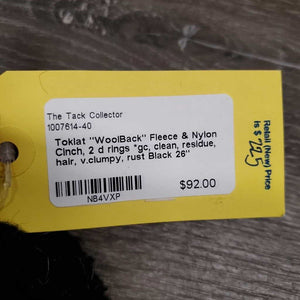 The Tack Collector
1007614-40
Toklat "WoolBack" Fleece & Nylon
Cinch, 2 d rings *gc, clean, residue,
hair, v.clumpy, rust Black 26"
$92.00
NB4VXP
Retail (New) Price
is $ 225